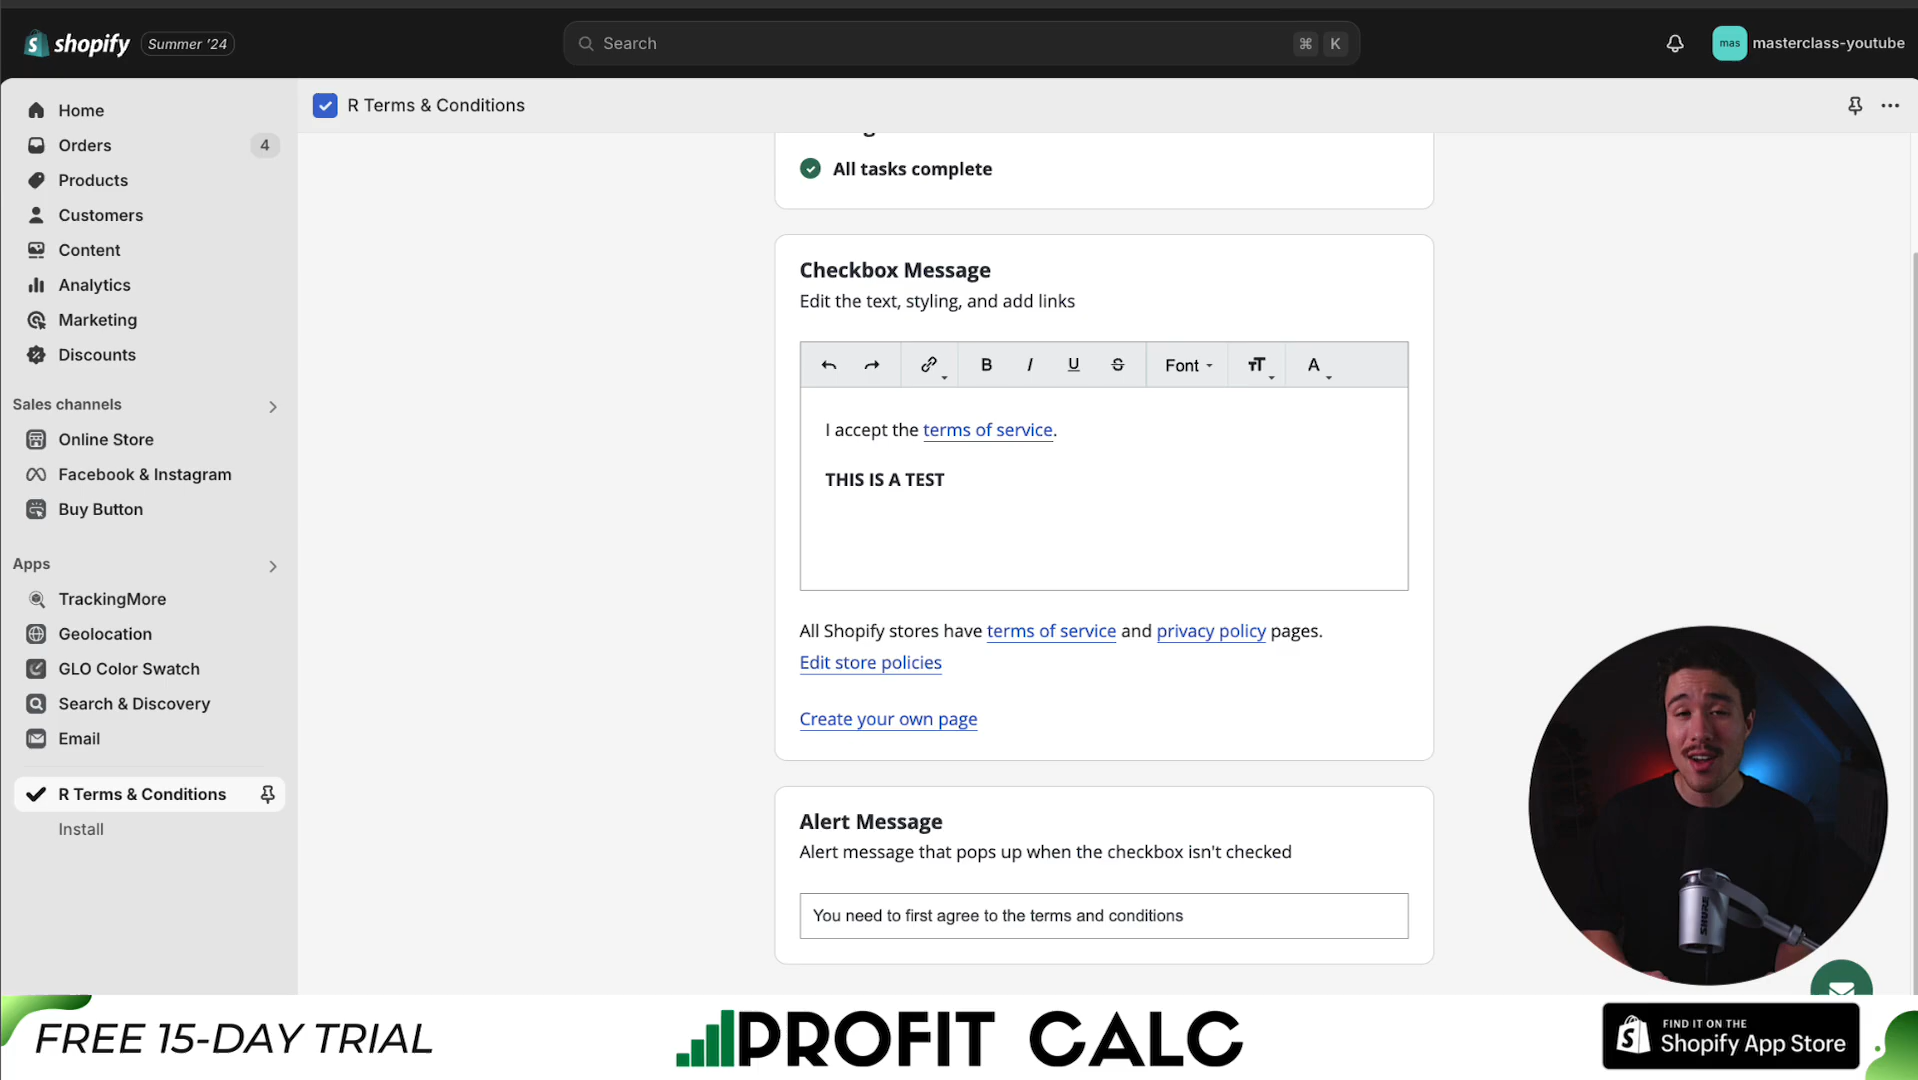 shopify Summer '24
Search ⌘ K
mas masterclass-youtube
Home
Orders 4
Products
Customers
Content
Analytics
Marketing
Discounts
Sales channels
Online Store
Facebook & Instagram
Buy Button
Apps
TrackingMore
Geolocation
GLO Color Swatch
Search & Discovery
Email
R Terms & Conditions
Install
R Terms & Conditions
All tasks complete
Checkbox Message
Edit the text, styling, and add links
B I U S Font TT A
I accept the terms of service.
THIS IS A TEST
All Shopify stores have terms of service and privacy policy pages.
Edit store policies
Create your own page
Alert Message
Alert message that pops up when the checkbox isn't checked
You need to first agree to the terms and conditions
SHURE
FREE 15-DAY TRIAL
PROFIT CALC
FIND IT ON THE
Shopify App Store